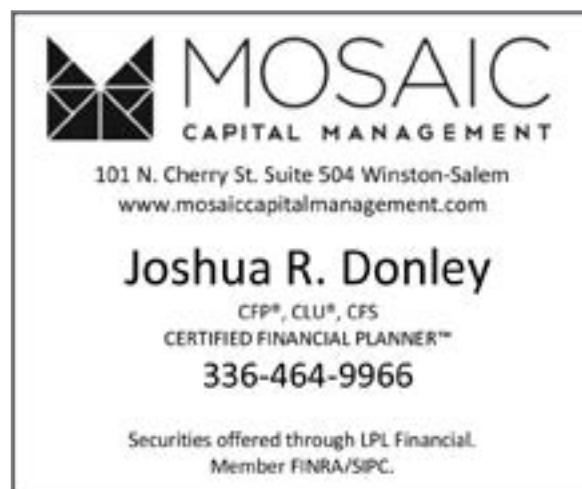 MOSAIC
CAPITAL MANAGEMENT
101 N. Cherry St. Suite 504 Winston-Salem
www.mosaiccapitalmanagement.com
Joshua R. Donley
CFP®, CLU®, CFS
CERTIFIED FINANCIAL PLANNER™
336-464-9966
Securities offered through LPL Financial.
Member FINRA/SIPC.